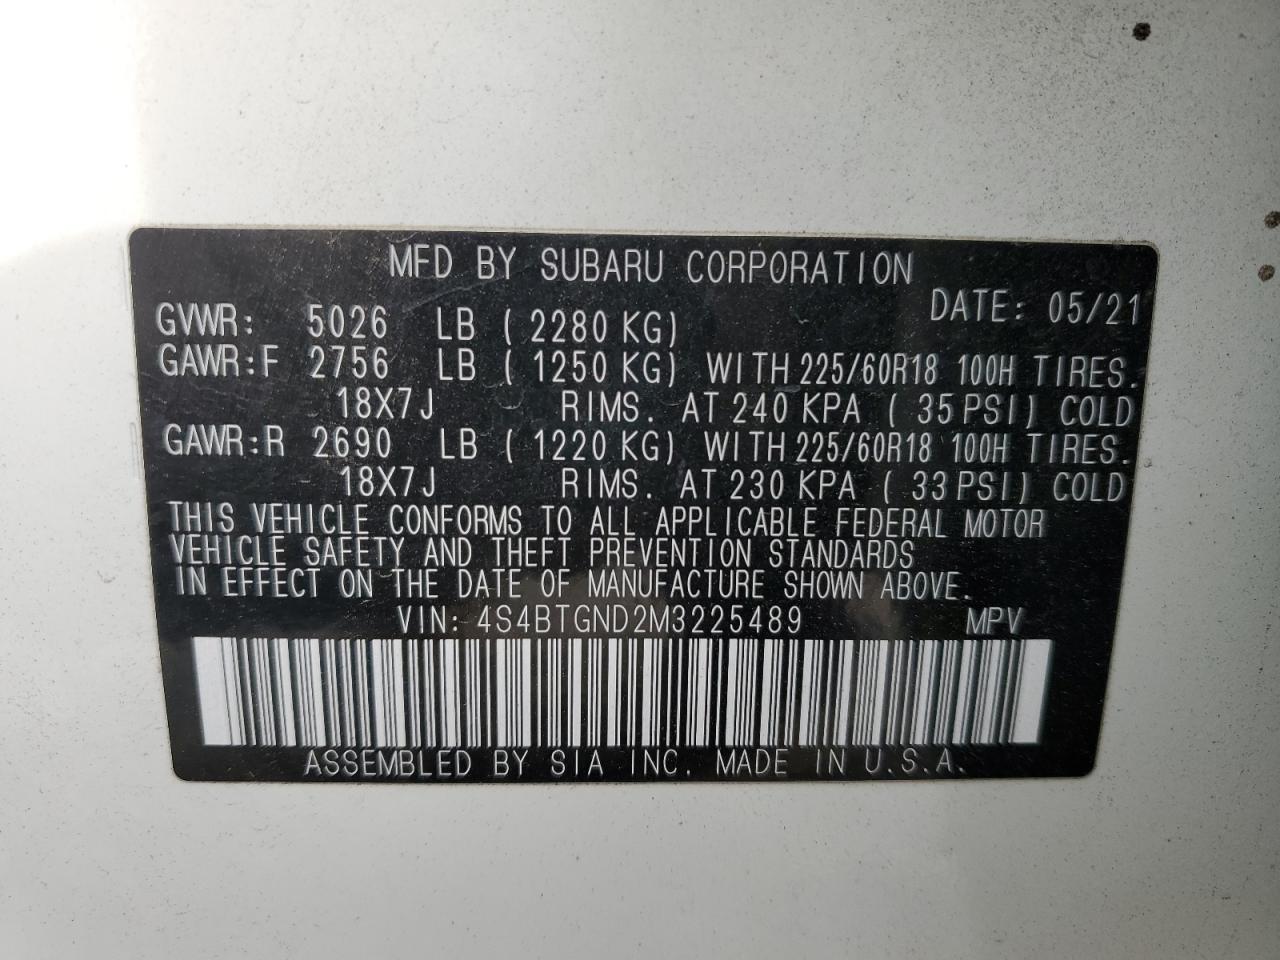 MFD BY SUBARU CORPORATION
DATE: 05/21
GVWR: 5026 LB ( 2280 KG)
GAWR:F 2756 LB ( 1250 KG) WITH 225/60R18 100H TIRES.
18X7J RIMS. AT 240 KPA ( 35 PSI) COLD
GAWR:R 2690 LB ( 1220 KG) WITH 225/60R18 100H TIRES.
18X7J RIMS. AT 230 KPA ( 33 PSI) COLD
THIS VEHICLE CONFORMS TO ALL APPLICABLE FEDERAL MOTOR
VEHICLE SAFETY AND THEFT PREVENTION STANDARDS
IN EFFECT ON THE DATE OF MANUFACTURE SHOWN ABOVE.
VIN: 4S4BTGND2M3225489 MPV
ASSEMBLED BY SIA INC. MADE IN U.S.A.